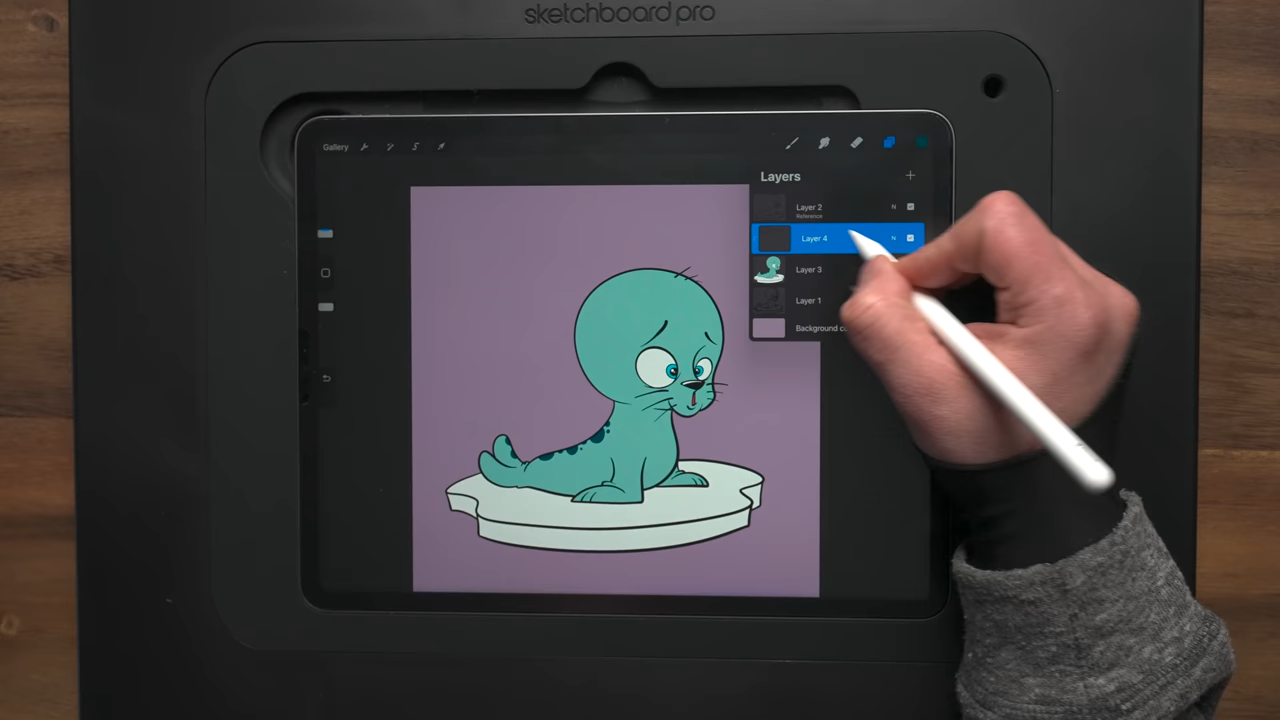 sketchboard pro
Gallery
Layers
Layer 2
Reference
N
Layer 4
N
Layer 3
Layer 1
Background